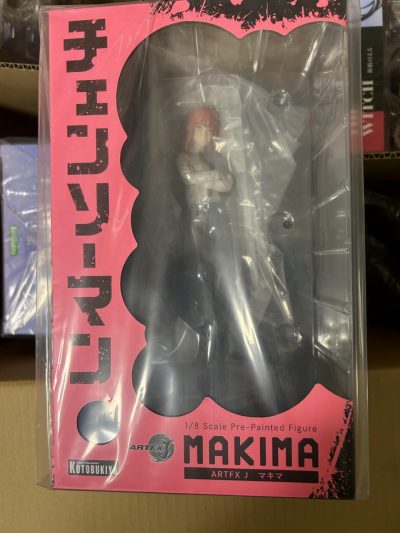 チェンソーマン
1/8 Scale Pre-Painted Figure
ARTFX J
MAKIMA
ARTFX J マキマ
KOTOBUKIYA
WITCH